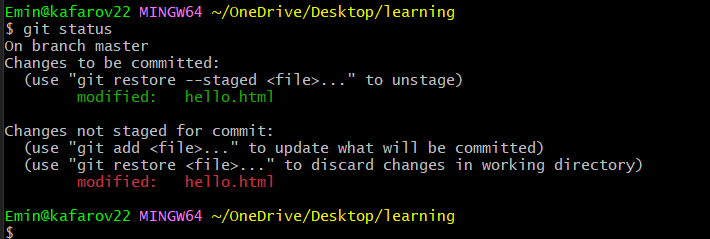 Emin@kafarov22 MINGW64 ~/OneDrive/Desktop/learning
$ git status
On branch master
Changes to be committed:
  (use "git restore --staged <file>..." to unstage)
        modified:   hello.html

Changes not staged for commit:
  (use "git add <file>..." to update what will be committed)
  (use "git restore <file>..." to discard changes in working directory)
        modified:   hello.html

Emin@kafarov22 MINGW64 ~/OneDrive/Desktop/learning
$